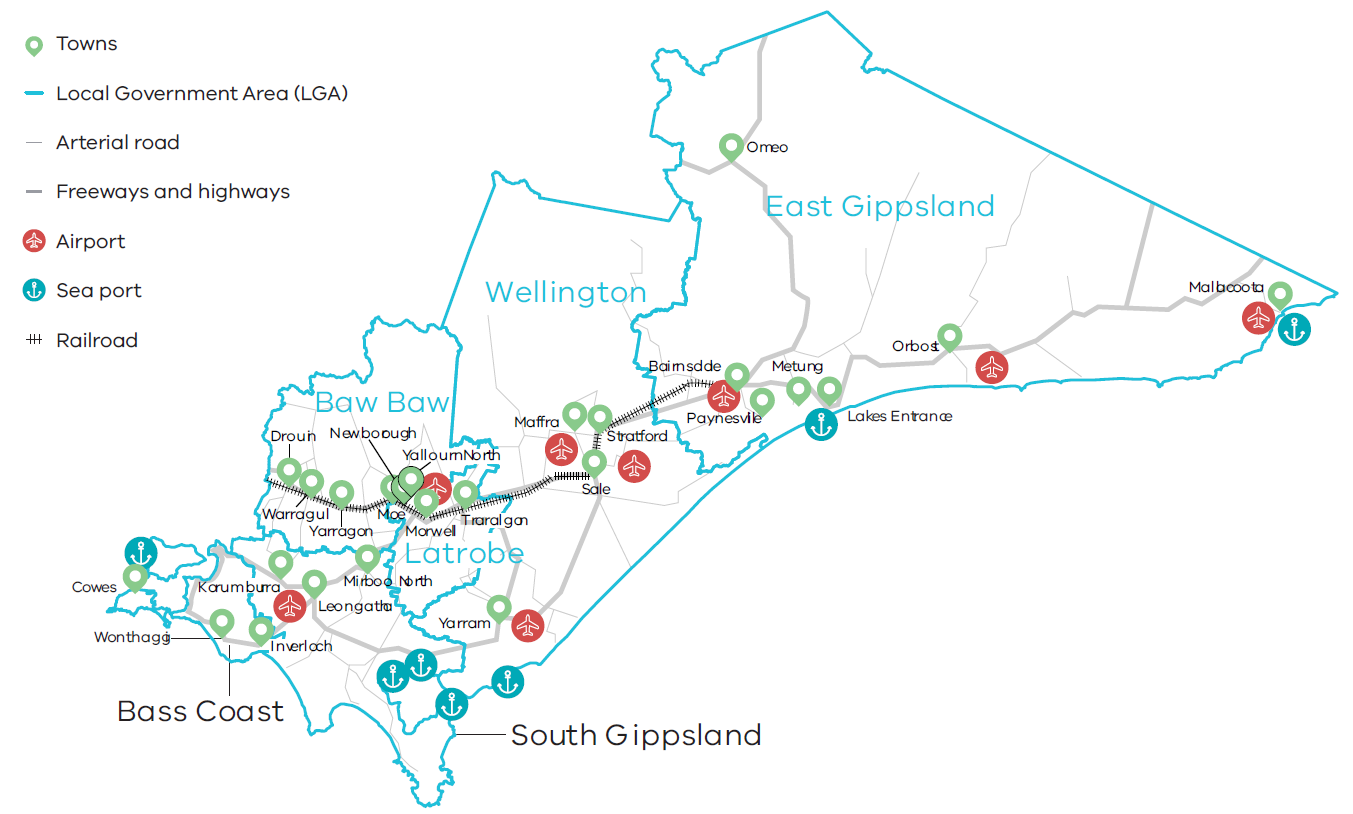 Towns
Local Government Area (LGA)
Arterial road
Freeways and highways
Airport
Sea port
Railroad
Omeo
East Gippsland
Wellington
Mallacoota
Orbost
Bairnsdale
Metung
Paynesville
Lakes Entrance
Baw Baw
Maffra
Stratford
Drouin
Newborough
Yallourn North
Sale
Warragul
Moe
Traralgon
Yarragon
Morwell
Latrobe
Cowes
Korumburra
Mirboo North
Leongatha
Yarram
Wonthaggi
Inverloch
Bass Coast
South Gippsland